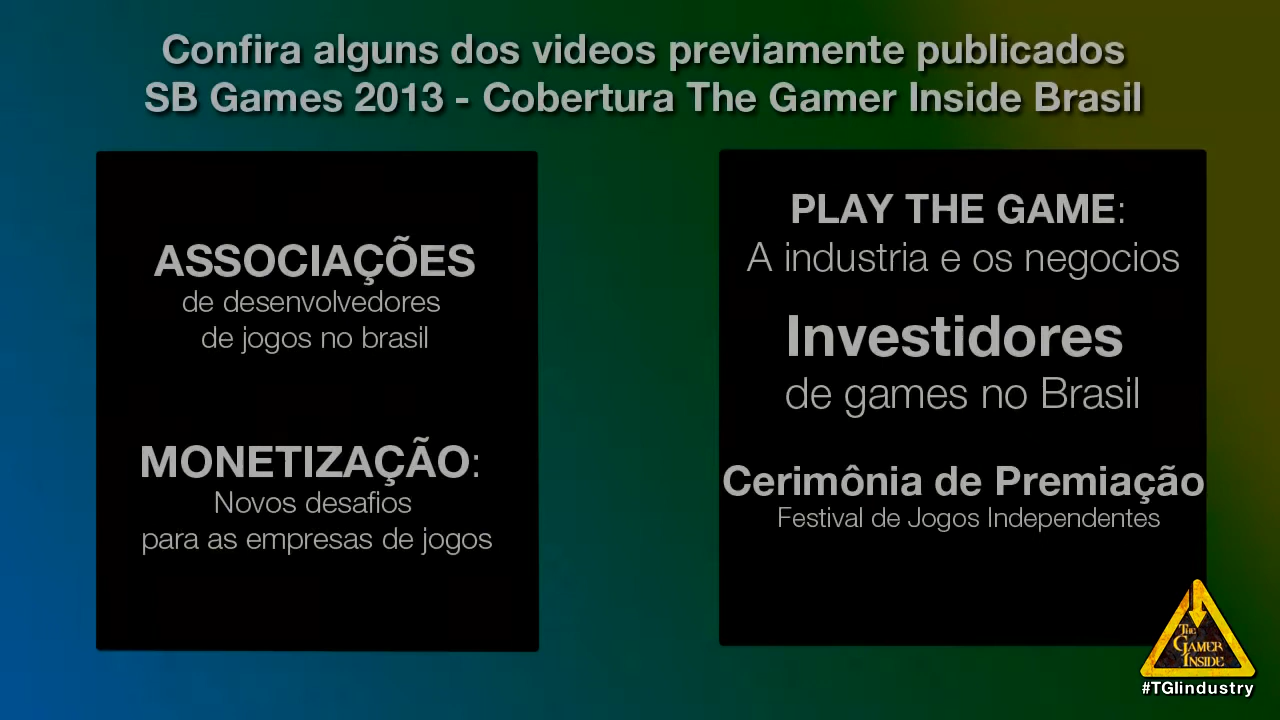 Confira alguns dos videos previamente publicados
SB Games 2013 - Cobertura The Gamer Inside Brasil
ASSOCIAÇÕES
de desenvolvedores
de jogos no brasil
MONETIZAÇÃO:
Novos desafios
para as empresas de jogos
PLAY THE GAME:
A industria e os negocios
Investidores
de games no Brasil
Cerimônia de Premiação
Festival de Jogos Independentes
THE
GAMER
INSIDE
#TGIindustry